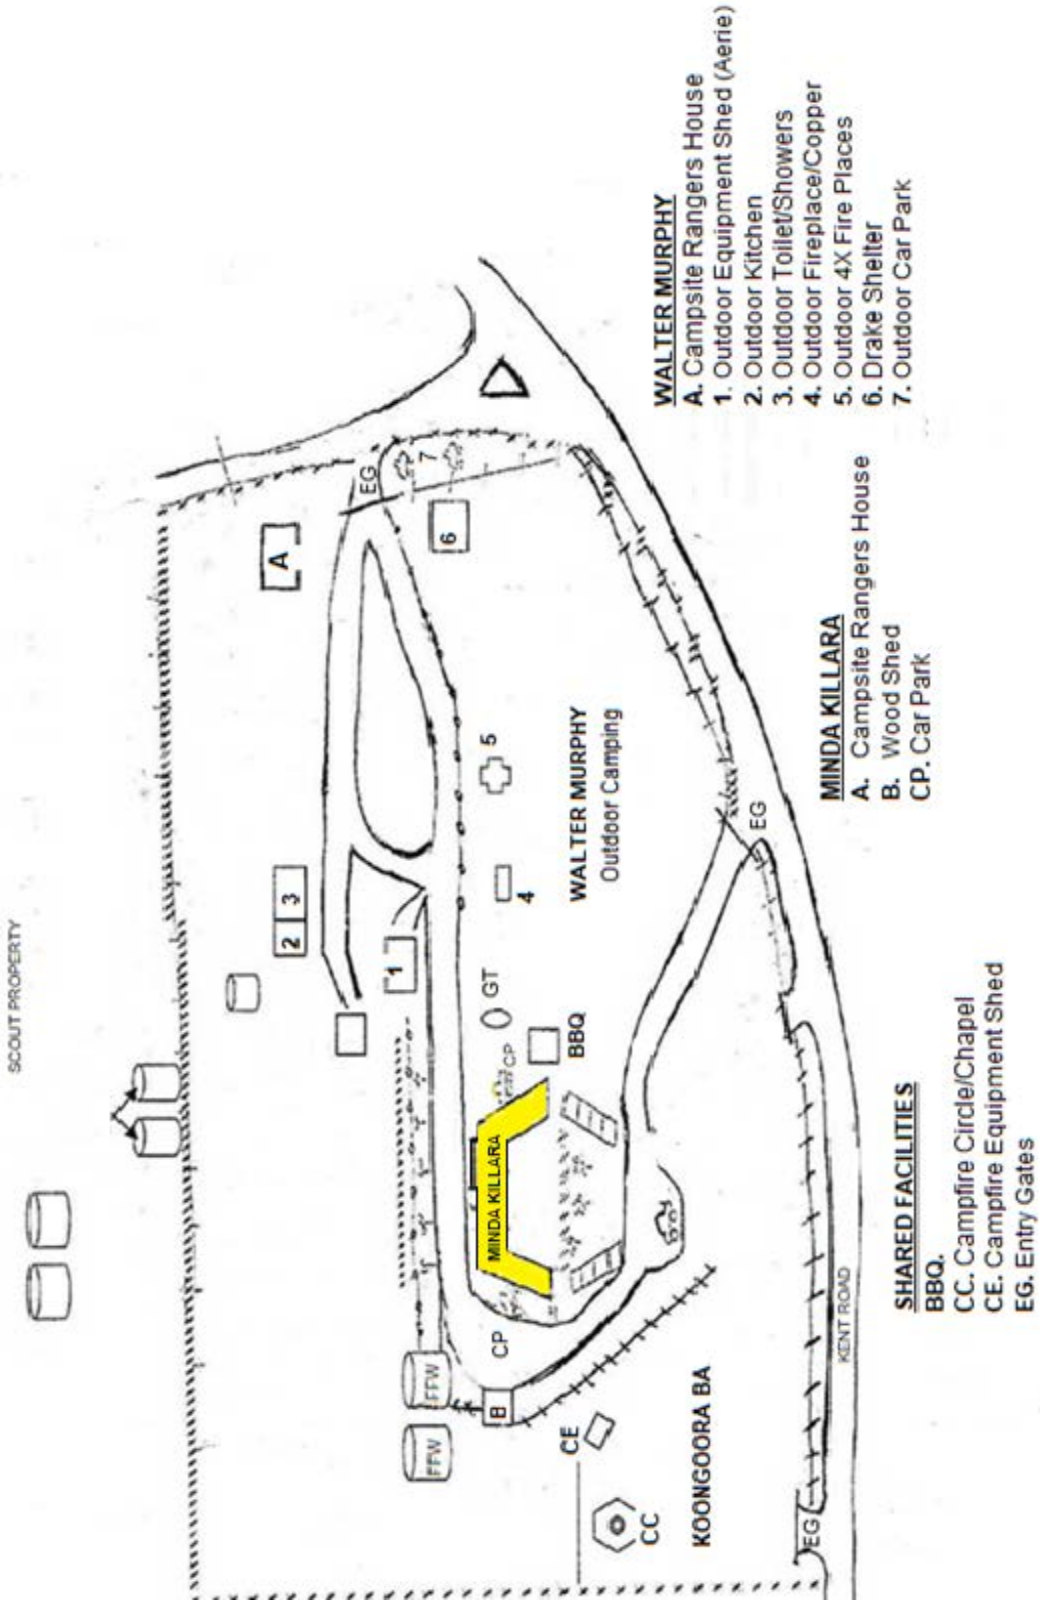 SCOUT PROPERTY
A
EG
7
6
2
3
1
5
4
GT
CP
BBQ
MINDA KILLARA
WALTER MURPHY
Outdoor Camping
EG
CP
FFW
FFW
B
CE
CC
KOONGOORA BA
EG
KENT ROAD
WALTER MURPHY
A. Campsite Rangers House
1. Outdoor Equipment Shed (Aerie)
2. Outdoor Kitchen
3. Outdoor Toilet/Showers
4. Outdoor Fireplace/Copper
5. Outdoor 4X Fire Places
6. Drake Shelter
7. Outdoor Car Park
MINDA KILLARA
A. Campsite Rangers House
B. Wood Shed
CP. Car Park
SHARED FACILITIES
BBQ.
CC. Campfire Circle/Chapel
CE. Campfire Equipment Shed
EG. Entry Gates